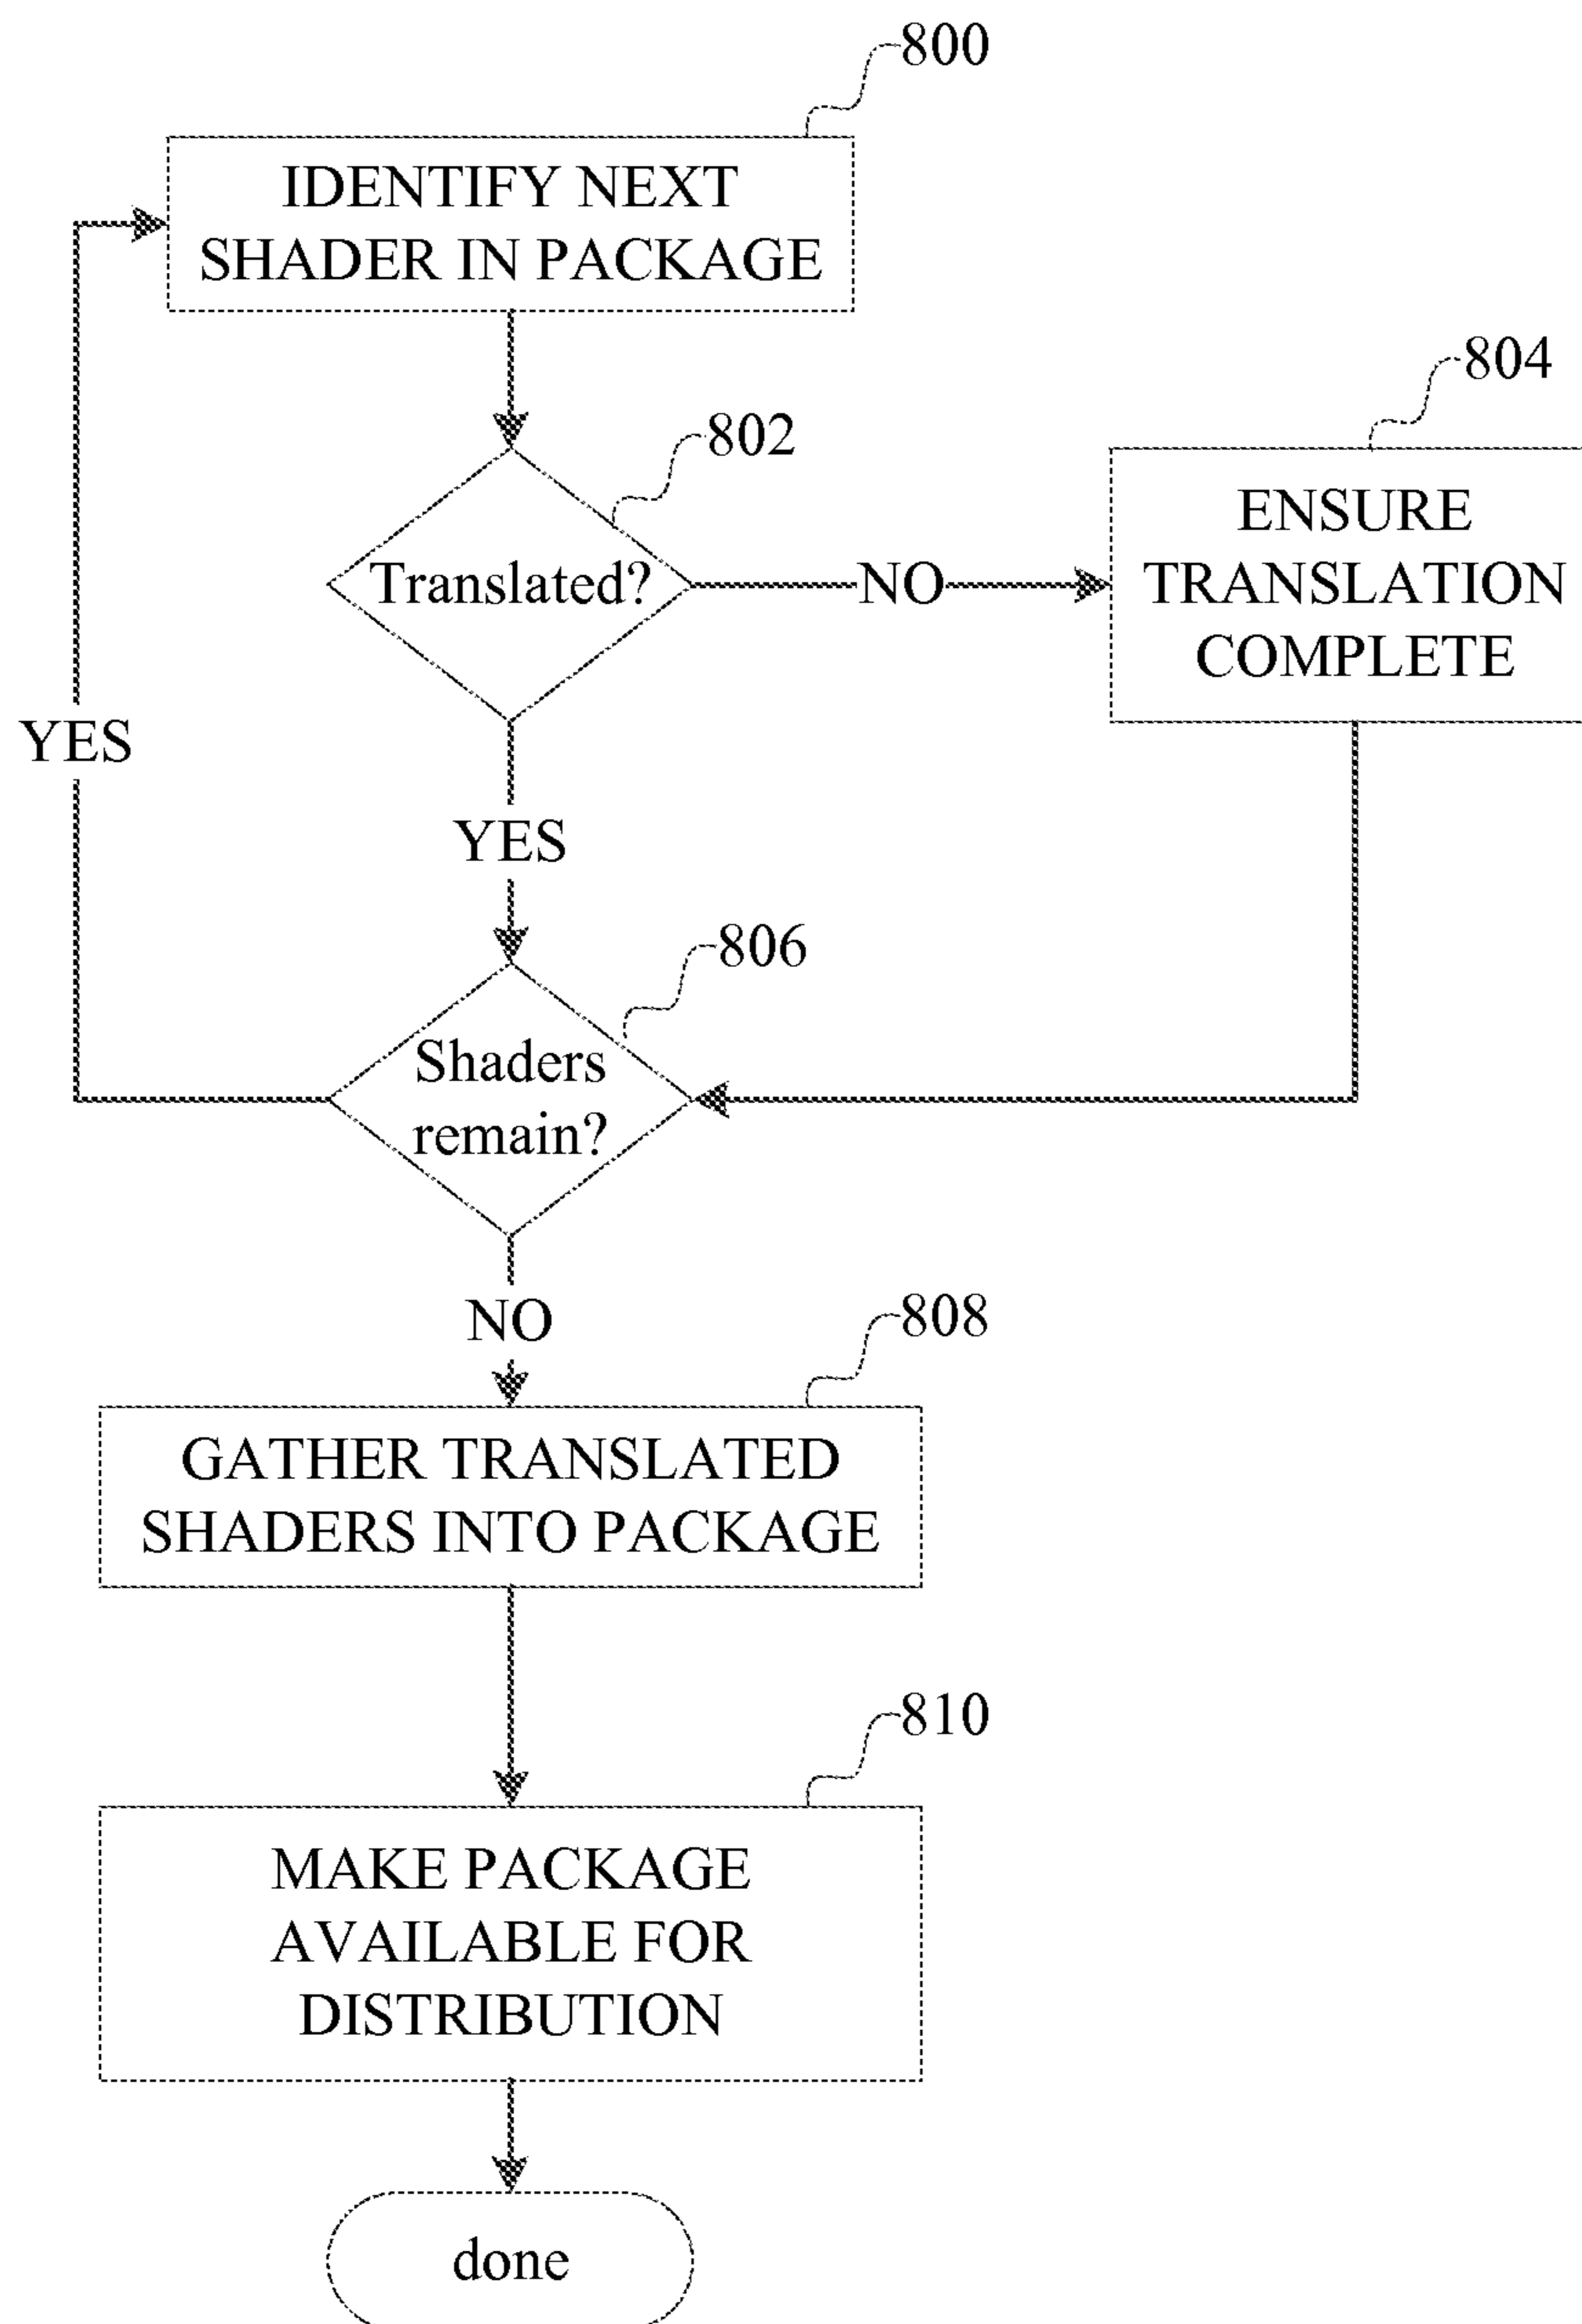 800
IDENTIFY NEXT
SHADER IN PACKAGE
804
802
ENSURE
TRANSLATION
COMPLETE
Translated?
NO
YES
YES
806
Shaders
remain?
NO
808
GATHER TRANSLATED
SHADERS INTO PACKAGE
810
MAKE PACKAGE
AVAILABLE FOR
DISTRIBUTION
done